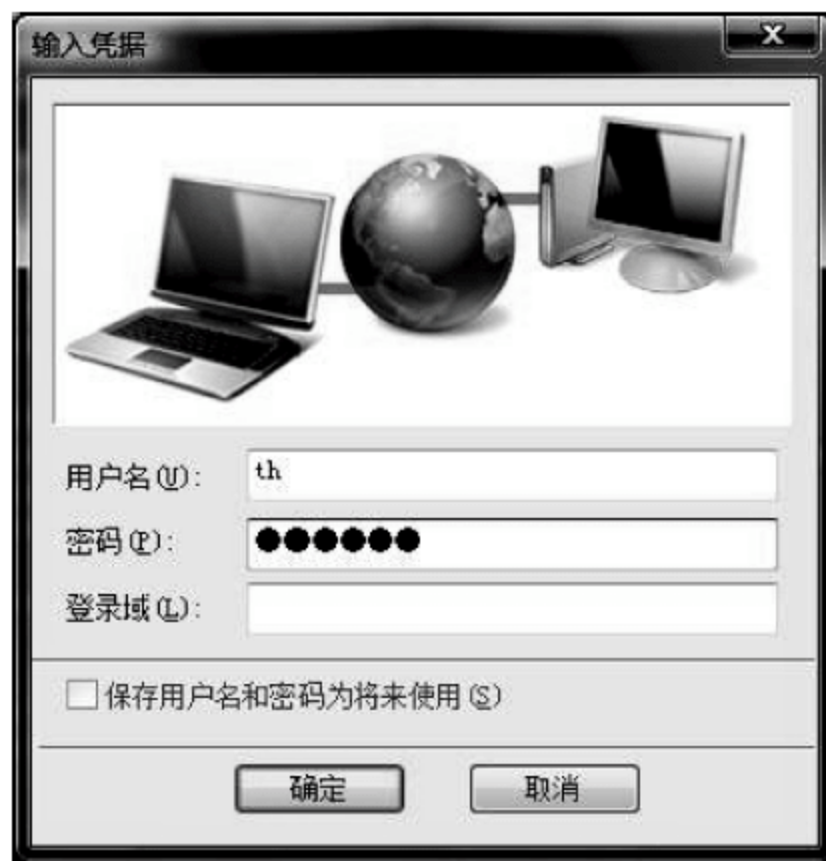 输入凭据
用户名(U): th
密码(P): ●●●●●●
登录域(L):
保存用户名和密码为将来使用(S)
确定 取消